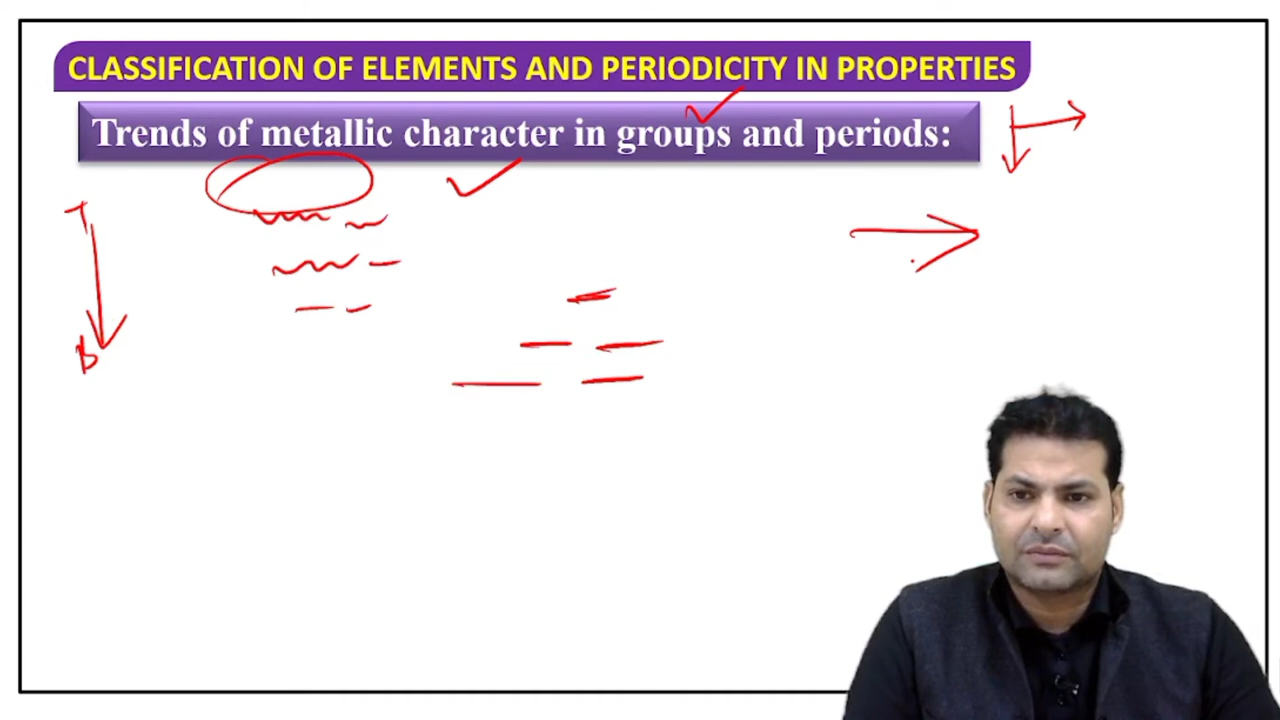 CLASSIFICATION OF ELEMENTS AND PERIODICITY IN PROPERTIES
Trends of metallic character in groups and periods:
T
B